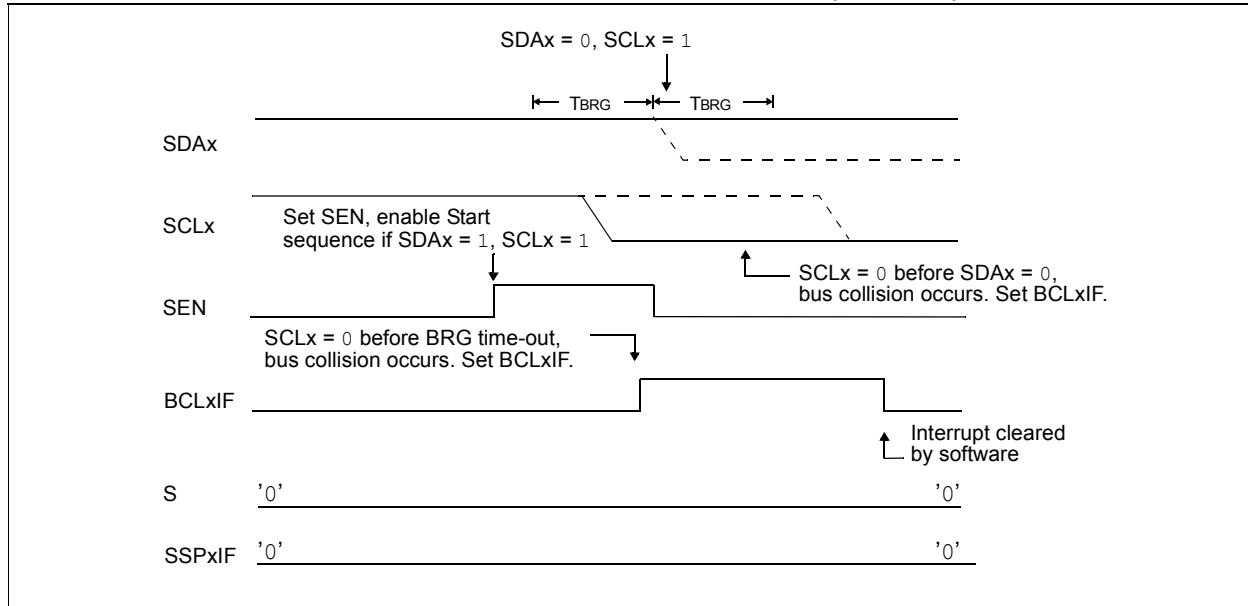 SDAx = 0, SCLx = 1
TBRG TBRG
SDAx
SCLx
Set SEN, enable Start
sequence if SDAx = 1, SCLx = 1
SCLx = 0 before SDAx = 0,
bus collision occurs. Set BCLxIF.
SEN
SCLx = 0 before BRG time-out,
bus collision occurs. Set BCLxIF.
BCLxIF
Interrupt cleared
by software
S '0' '0'
SSPxIF '0' '0'